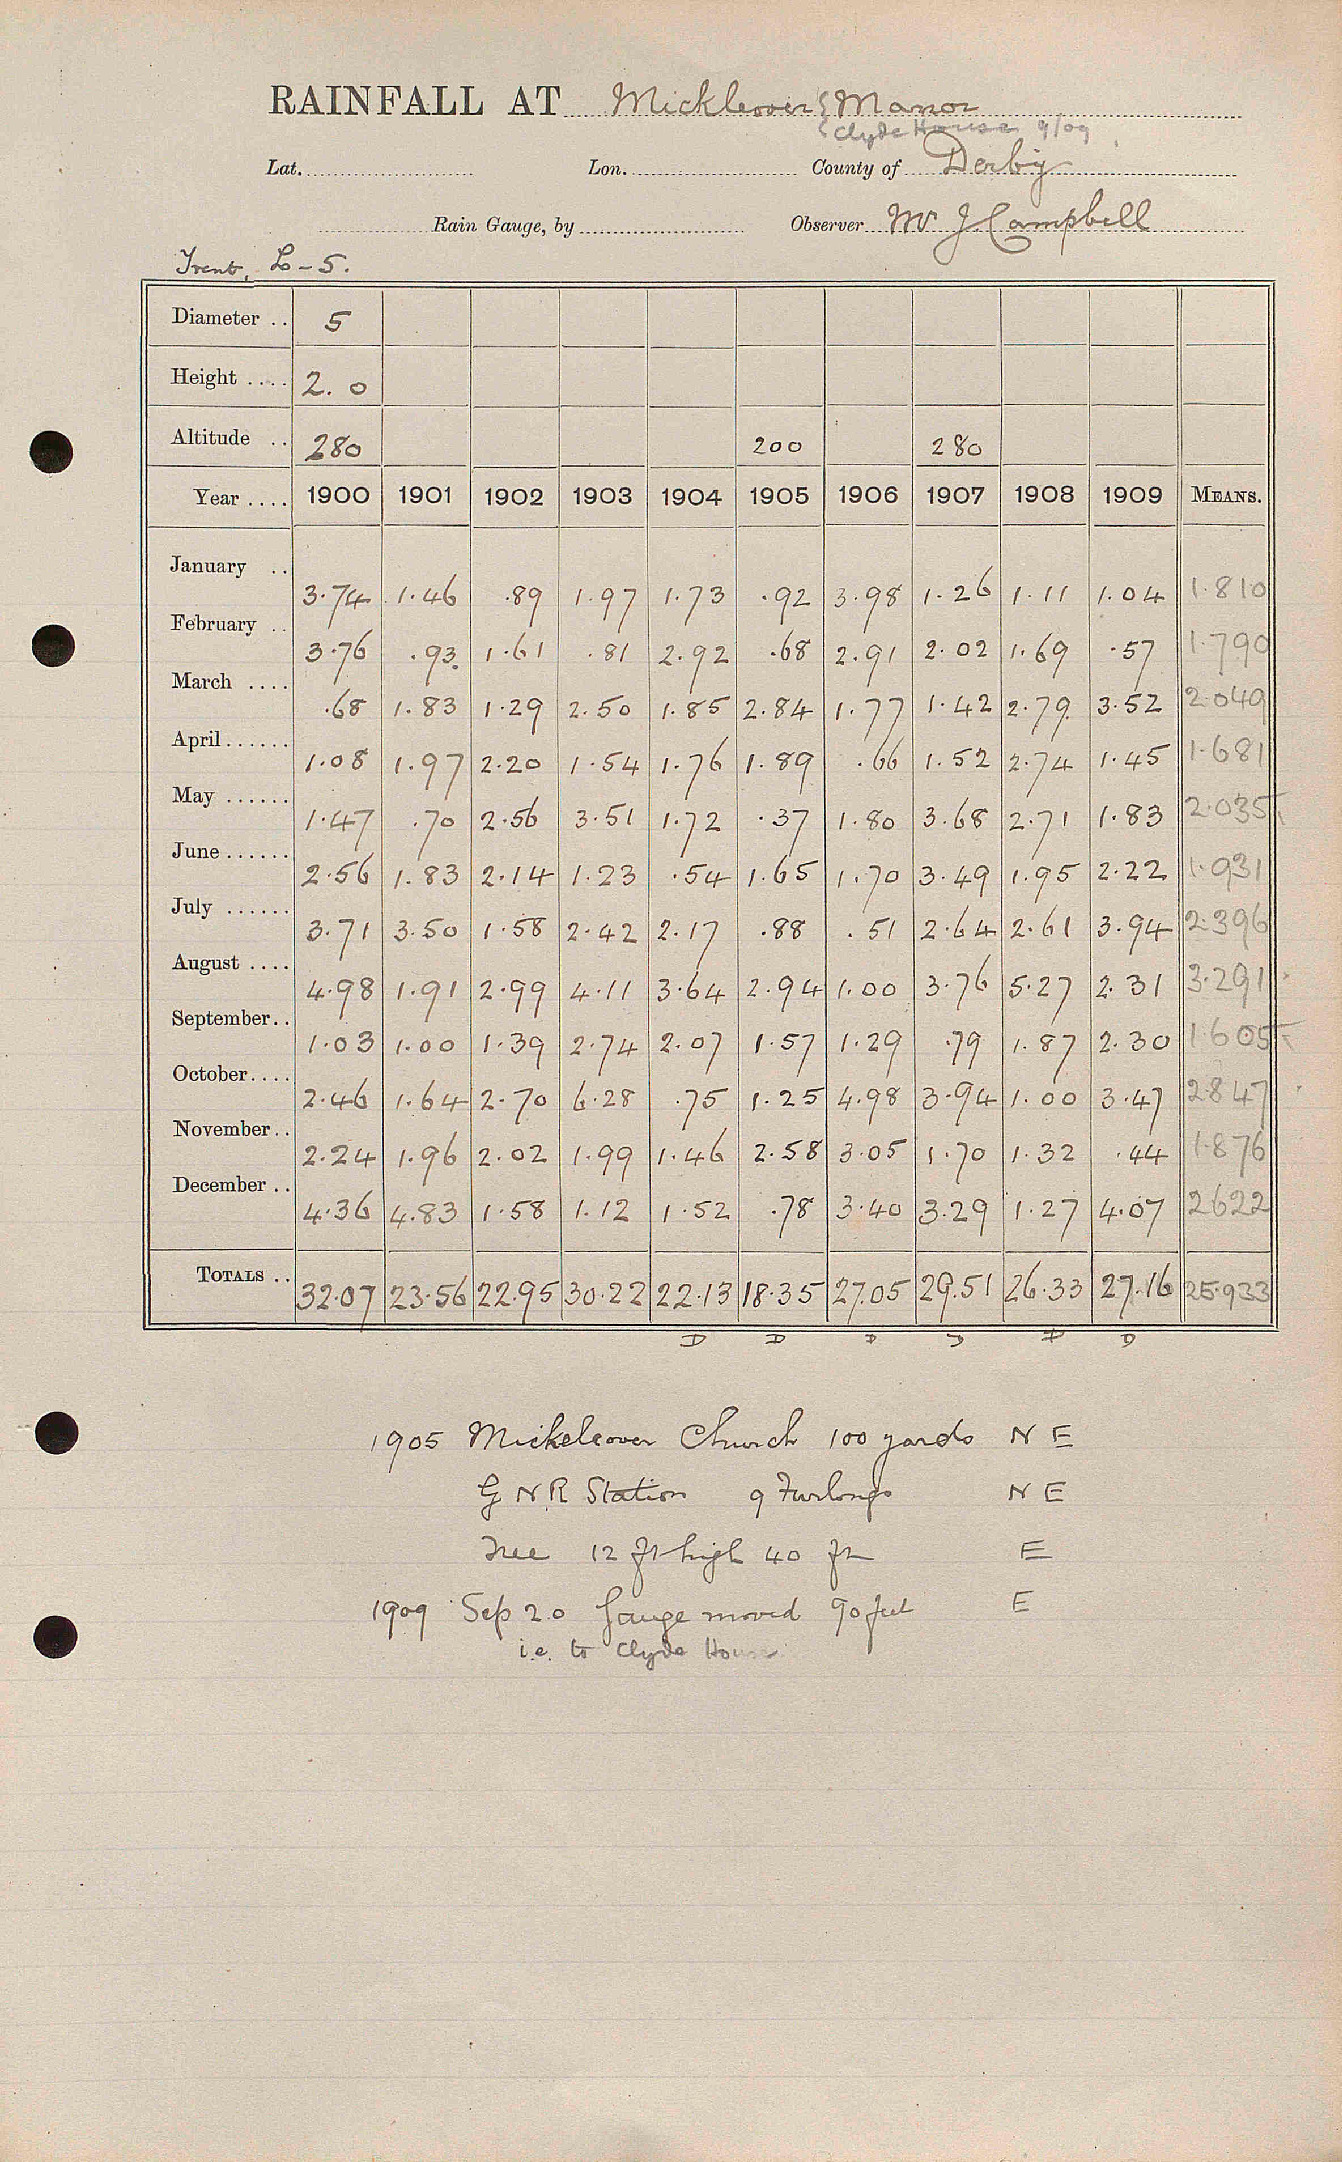 RAINFALL AT Mickleover { Manor
{ Clyde House 9/09
Lat. Lon. County of Derby
Rain Gauge, by Observer Mr J Campbell
Trent, L-5.
Diameter .. 5
Height .... 2. 0
Altitude .. 280 200 280
Year .... 1900 1901 1902 1903 1904 1905 1906 1907 1908 1909 MEANS.
January .. 3.74 1.46 .89 1.97 1.73 .92 3.98 1.26 1.11 1.04 1.810
February .. 3.76 .93 1.61 .81 2.92 .68 2.91 2.02 1.69 .57 1.790
March .... .68 1.83 1.29 2.50 1.85 2.84 1.77 1.42 2.79 3.52 2.049
April...... 1.08 1.97 2.20 1.54 1.76 1.89 .66 1.52 2.74 1.45 1.681
May ...... 1.47 .70 2.56 3.51 1.72 .37 1.80 3.68 2.71 1.83 2.035
June...... 2.56 1.83 2.14 1.23 .54 1.65 1.70 3.49 1.95 2.22 1.931
July ...... 3.71 3.50 1.58 2.42 2.17 .88 .51 2.64 2.61 3.94 2.396
August .... 4.98 1.91 2.99 4.11 3.64 2.94 1.00 3.76 5.27 2.31 3.291
September.. 1.03 1.00 1.39 2.74 2.07 1.57 1.29 .79 1.87 2.30 1.605
October.... 2.46 1.64 2.70 6.28 .75 1.25 4.98 3.94 1.00 3.47 2.847
November.. 2.24 1.96 2.02 1.99 1.46 2.58 3.05 1.70 1.32 .44 1.876
December .. 4.36 4.83 1.58 1.12 1.52 .78 3.40 3.29 1.27 4.07 2.622
TOTALS .. 32.07 23.56 22.95 30.22 22.13 18.35 27.05 29.51 26.33 27.16 25.933
D D D D D D
1905 Mickeleover Church 100 yards N E
G N R Station 9 Furlongs N E
Tree 12 ft high 40 ft E
1909 Sep 20 Gauge moved 90 feet E
i.e. to Clyde House